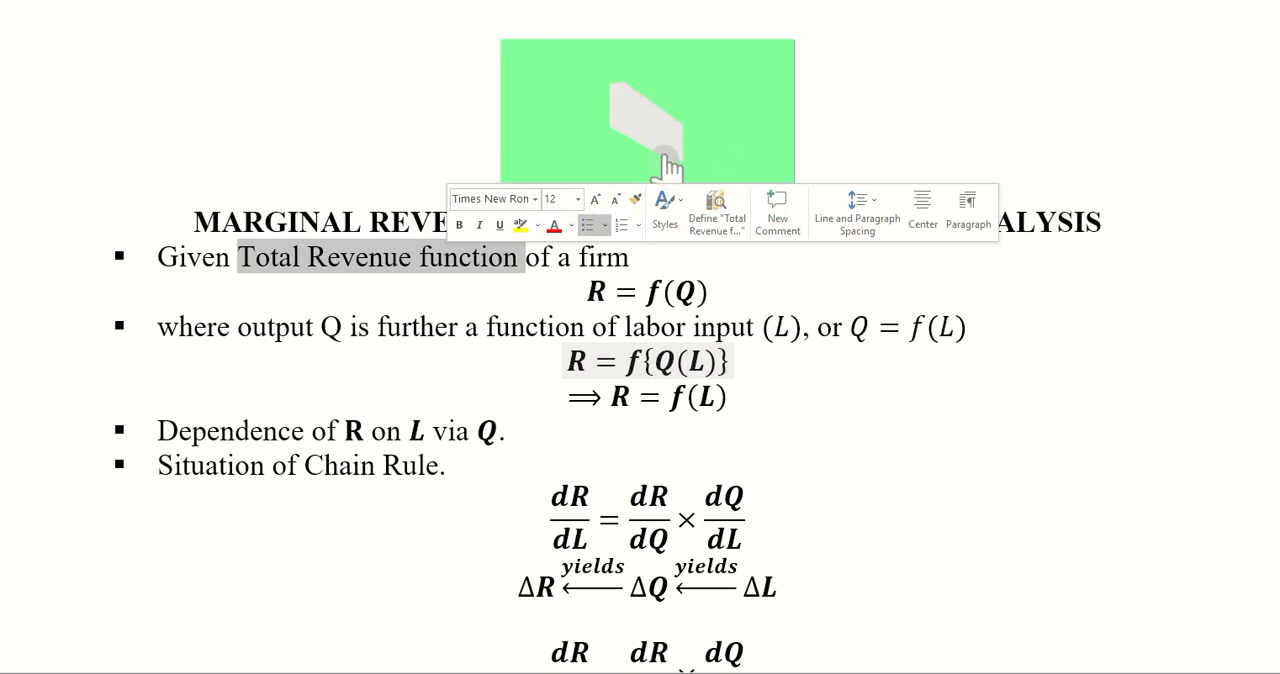 Times New Ron 12
Styles
Define "Total Revenue f..."
New Comment
Line and Paragraph Spacing
Center
Paragraph
B I U ab A
MARGINAL REVE ALYSIS
▪ Given Total Revenue function of a firm
R = f(Q)
▪ where output Q is further a function of labor input (L), or Q = f(L)
R = f{Q(L)}
⟹ R = f(L)
▪ Dependence of R on L via Q.
▪ Situation of Chain Rule.
dR/dL = dR/dQ × dQ/dL
yields yields
ΔR ⟵ ΔQ ⟵ ΔL
dR dR dQ